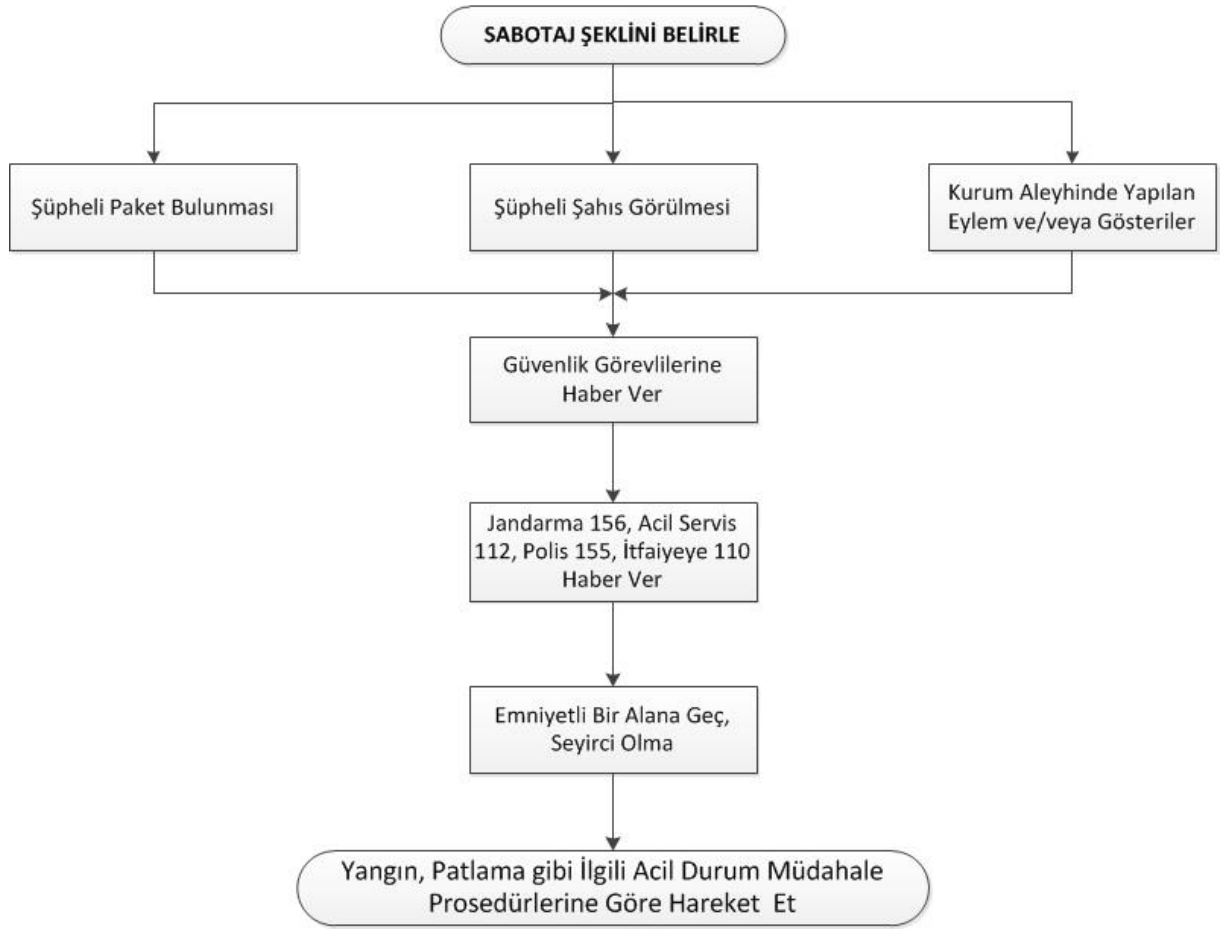 SABOTAJ ŞEKLİNİ BELİRLE
Şüpheli Paket Bulunması
Şüpheli Şahıs Görülmesi
Kurum Aleyhinde Yapılan
Eylem ve/veya Gösteriler
Güvenlik Görevlilerine
Haber Ver
Jandarma 156, Acil Servis
112, Polis 155, İtfaiyeye 110
Haber Ver
Emniyetli Bir Alana Geç,
Seyirci Olma
Yangın, Patlama gibi İlgili Acil Durum Müdahale
Prosedürlerine Göre Hareket Et